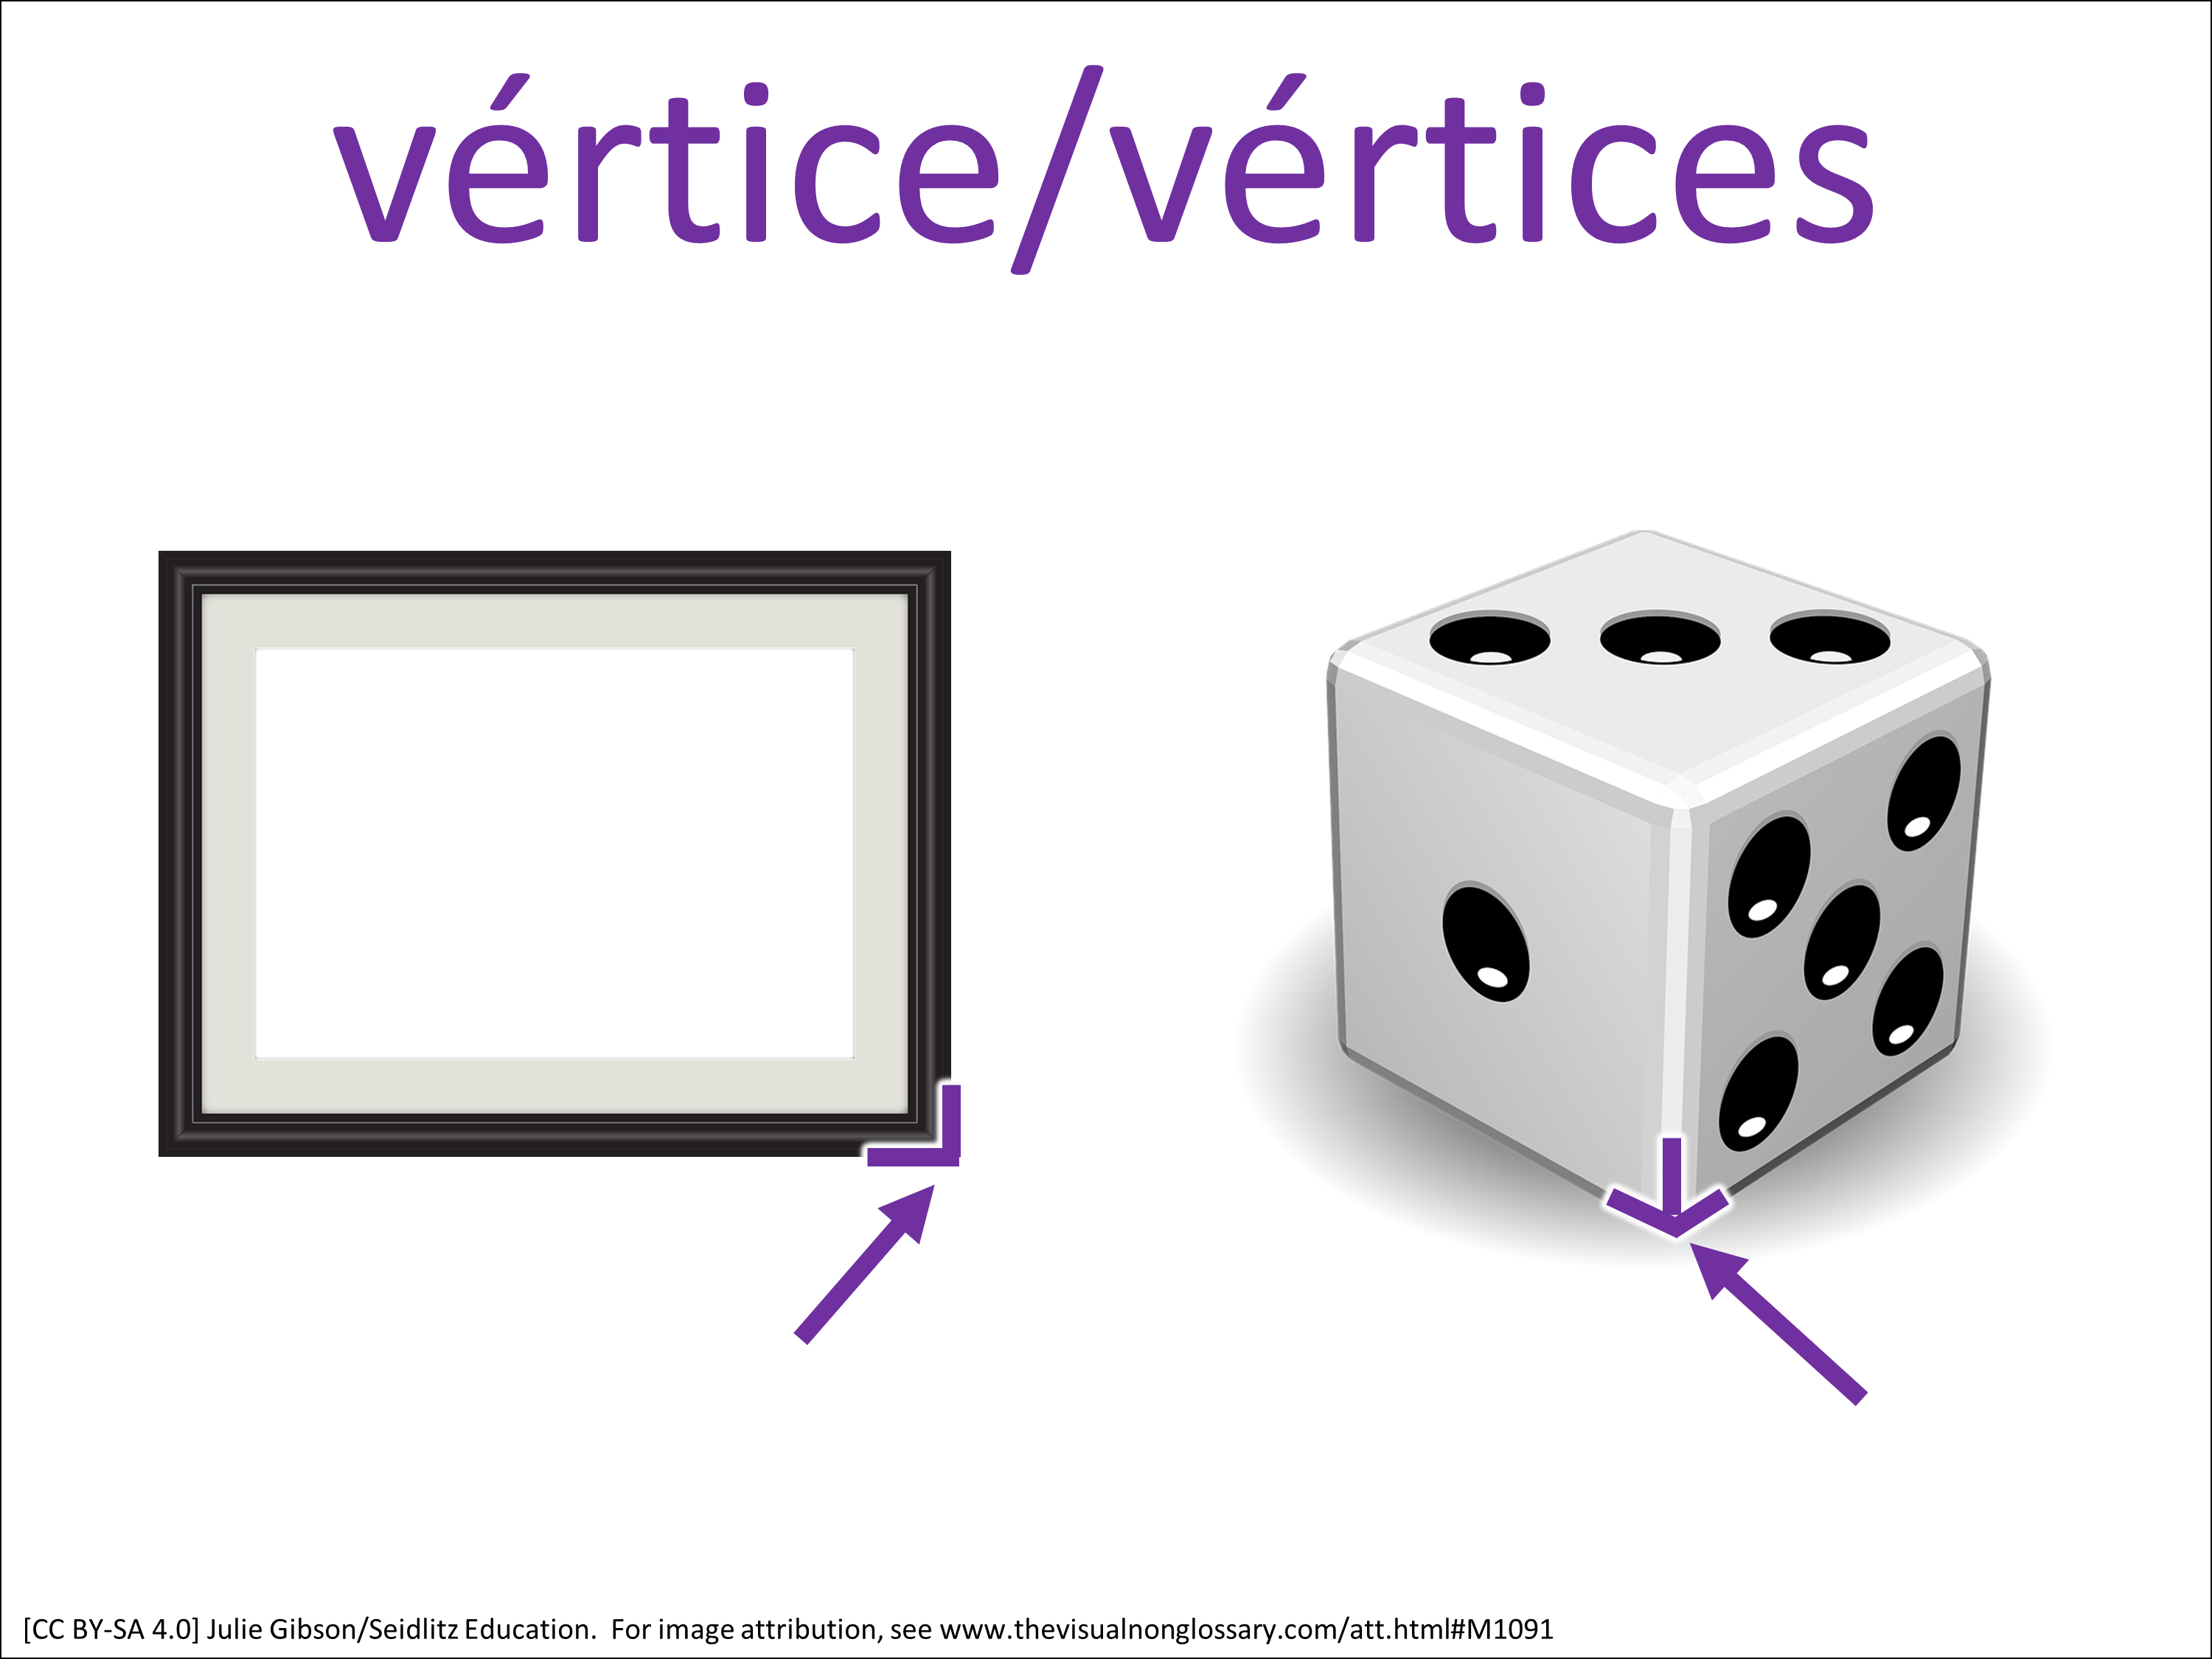 vértice/vértices
[CC BY-SA 4.0] Julie Gibson/Seidlitz Education.  For image attribution, see www.thevisualnonglossary.com/att.html#M1091